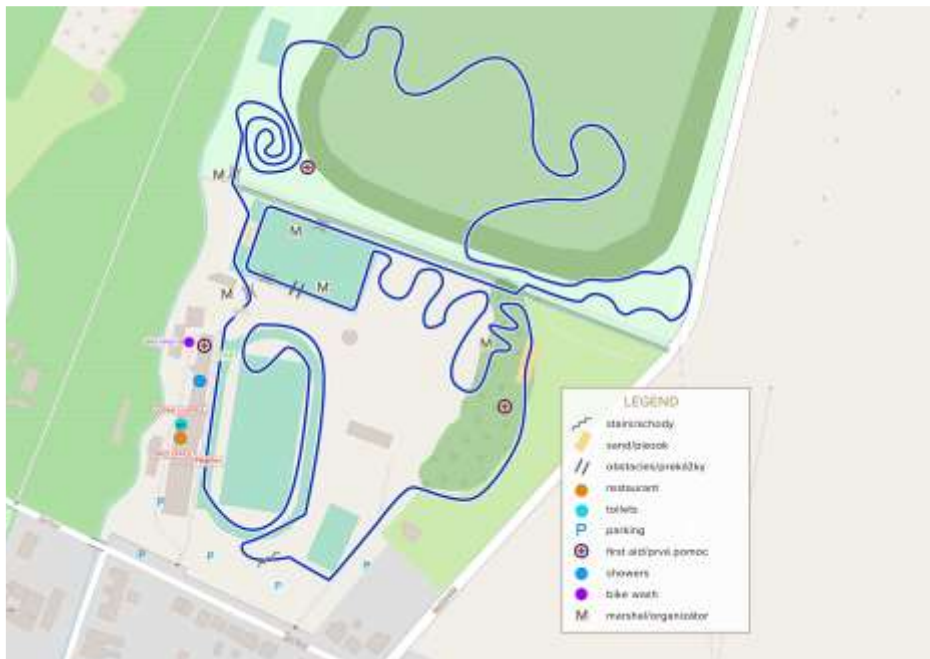 M
M
M
M
M
P
P
P
P
P
LEGEND
stairs/schody
sand/piesok
obstacles/prekážky
restaurant
toilets
P parking
first aid/prvá pomoc
showers
bike wash
M marshal/organizátor